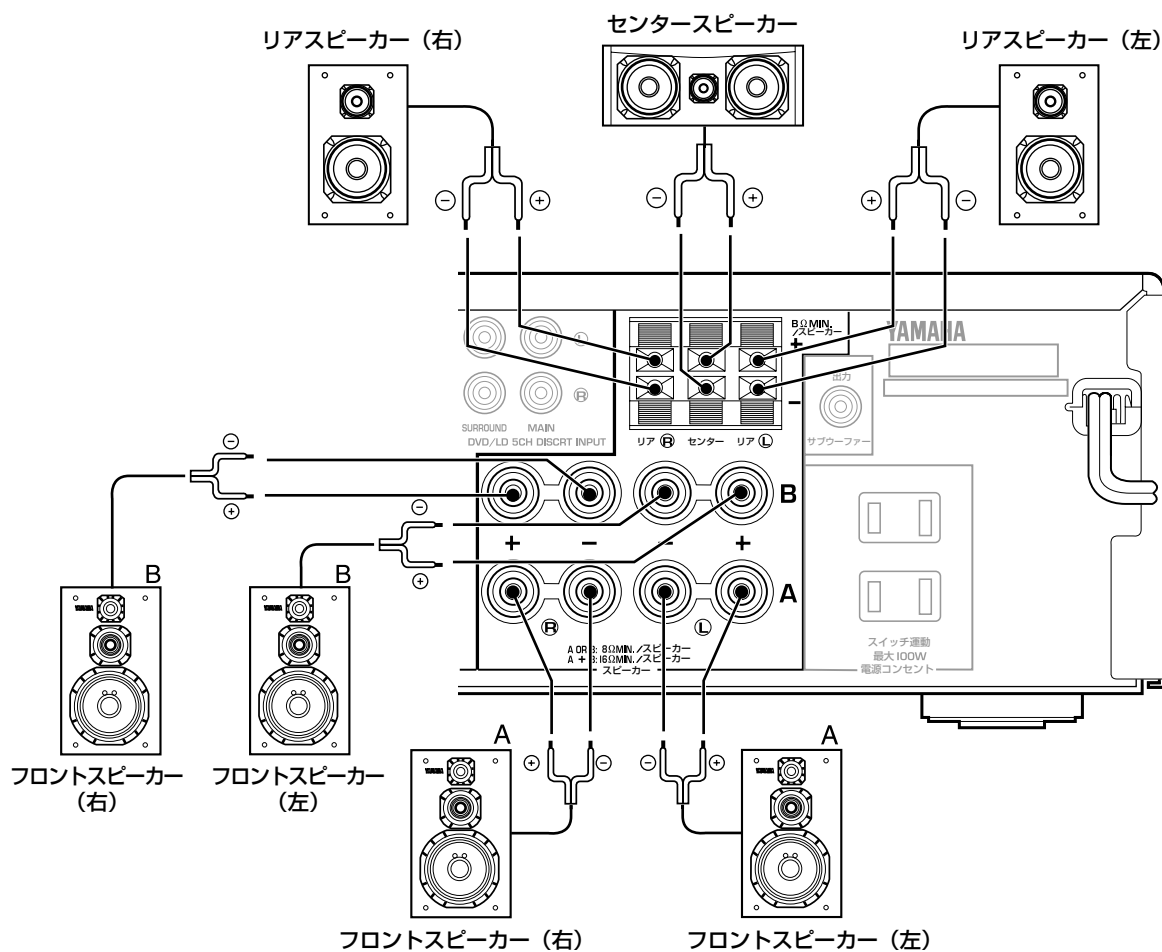 センタースピーカー
リアスピーカー（右）
リアスピーカー（左）
⊖ ⊕
⊖ ⊕
⊕ ⊖
8ΩMIN.
/スピーカー
+
YAMAHA
Ⓛ
出力
Ⓡ
−
SURROUND MAIN
DVD/LD 5CH DISCRT INPUT
リア Ⓡ センター リア Ⓛ
サブウーファー
⊖
⊕
B
⊖
⊕
+ − − +
B
B
A
Ⓡ Ⓛ
YAMAHA
YAMAHA
A OR B: 8ΩMIN./スピーカー
A + B: 16ΩMIN./スピーカー
スピーカー
スイッチ連動
最大100W
電源コンセント
A
A
⊕ ⊖
⊖ ⊕
YAMAHA
YAMAHA
フロントスピーカー
（右）
フロントスピーカー
（左）
フロントスピーカー（右）
フロントスピーカー（左）